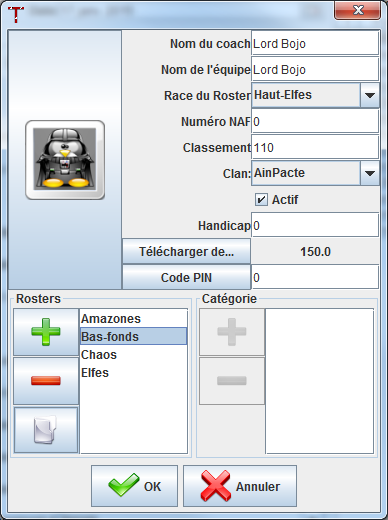 Nom du coach Lord Bojo
Nom de l'équipe Lord Bojo
Race du Roster Haut-Elfes
Numéro NAF 0
Classement 110
Clan: AinPacte
Actif
Handicap 0
Télécharger de... 150.0
Code PIN 0
Rosters Catégorie
Amazones
Bas-fonds
Chaos
Elfes
OK Annuler